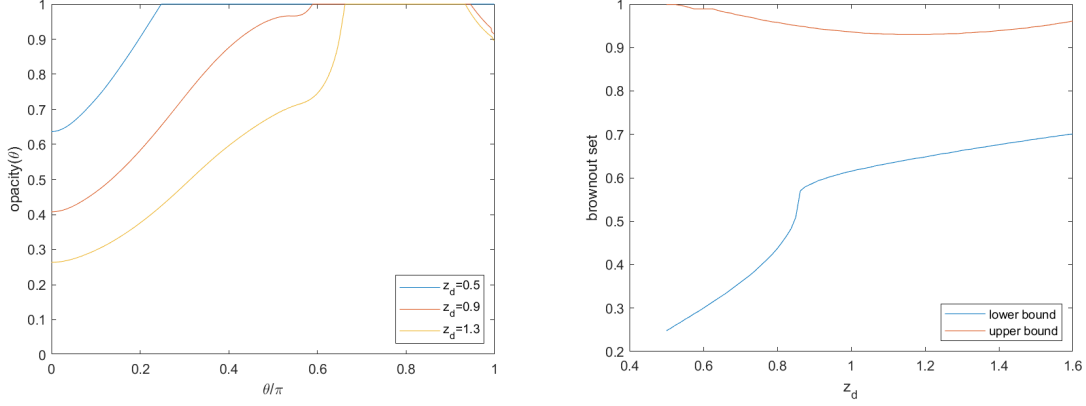 1
0.9
0.8
0.7
0.6
0.5
0.4
0.3
0.2
0.1
0
opacity(θ)
0 0.2 0.4 0.6 0.8 1
θ/π
z_d=0.5
z_d=0.9
z_d=1.3
1
0.9
0.8
0.7
0.6
0.5
0.4
0.3
0.2
brownout set
0.4 0.6 0.8 1 1.2 1.4 1.6
z_d
lower bound
upper bound